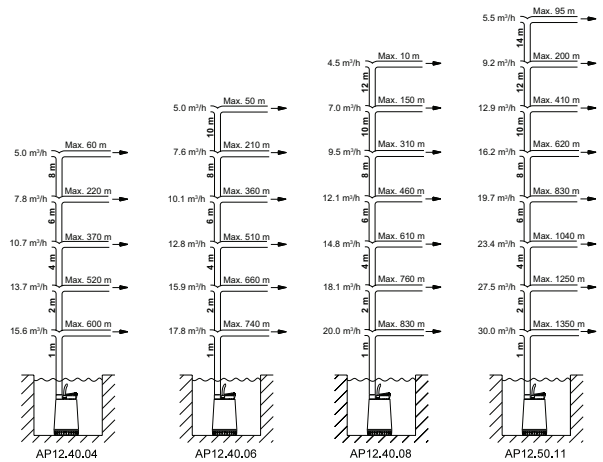 5.5 m³/h Max. 95 m
14 m
4.5 m³/h Max. 10 m 9.2 m³/h Max. 200 m
12 m 12 m
5.0 m³/h Max. 50 m 7.0 m³/h Max. 150 m 12.9 m³/h Max. 410 m
10 m 10 m 10 m
5.0 m³/h Max. 60 m 7.6 m³/h Max. 210 m 9.5 m³/h Max. 310 m 16.2 m³/h Max. 620 m
8 m 8 m 8 m 8 m
7.8 m³/h Max. 220 m 10.1 m³/h Max. 360 m 12.1 m³/h Max. 460 m 19.7 m³/h Max. 830 m
6 m 6 m 6 m 6 m
10.7 m³/h Max. 370 m 12.8 m³/h Max. 510 m 14.8 m³/h Max. 610 m 23.4 m³/h Max. 1040 m
4 m 4 m 4 m 4 m
13.7 m³/h Max. 520 m 15.9 m³/h Max. 660 m 18.1 m³/h Max. 760 m 27.5 m³/h Max. 1250 m
2 m 2 m 2 m 2 m
15.6 m³/h Max. 600 m 17.8 m³/h Max. 740 m 20.0 m³/h Max. 830 m 30.0 m³/h Max. 1350 m
1 m 1 m 1 m 1 m
AP12.40.04 AP12.40.06 AP12.40.08 AP12.50.11